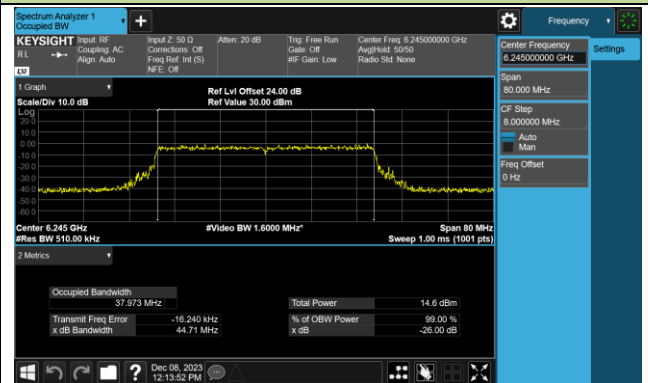 Spectrum Analyzer 1
Occupied BW
+
Frequency
KEYSIGHT
RL
LXI
Input: RF
Coupling: AC
Align: Auto
Input Z: 50 Ω
Corrections: Off
Freq Ref: Int (S)
NFE: Off
Atten: 20 dB
Trig: Free Run
Gate: Off
#IF Gain: Low
Center Freq: 6.245000000 GHz
Avg|Hold: 50/50
Radio Std: None
Center Frequency
6.245000000 GHz
Settings
Span
80.000 MHz
CF Step
8.000000 MHz
Auto
Man
Freq Offset
0 Hz
1 Graph
Scale/Div 10.0 dB
Ref Lvl Offset 24.00 dB
Ref Value 30.00 dBm
Log
20.0
10.0
0.00
-10.0
-20.0
-30.0
-40.0
-50.0
-60.0
Center 6.245 GHz
#Res BW 510.00 kHz
#Video BW 1.6000 MHz*
Span 80 MHz
Sweep 1.00 ms (1001 pts)
2 Metrics
Occupied Bandwidth
37.973 MHz
Total Power 14.6 dBm
Transmit Freq Error -16.240 kHz
% of OBW Power 99.00 %
x dB Bandwidth 44.71 MHz
x dB -26.00 dB
?
Dec 08, 2023
12:13:52 PM